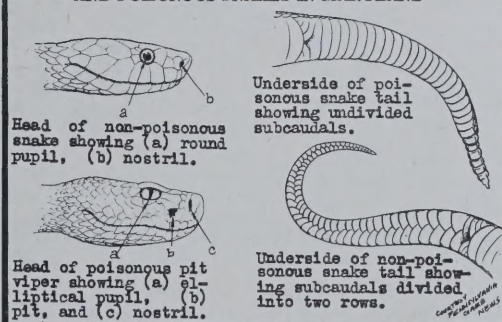 a
b
Head of non-poisonous
snake showing (a) round
pupil, (b) nostril.
a
b
c
Head of poisonous pit
viper showing (a) el-
liptical pupil, (b)
pit, and (c) nostril.
Underside of poi-
sonous snake tail
showing undivided
subcaudals.
Underside of non-poi-
sonous snake tail show-
ing subcaudals divided
into two rows.
COURTESY
PENNSYLVANIA
GAME NEWS